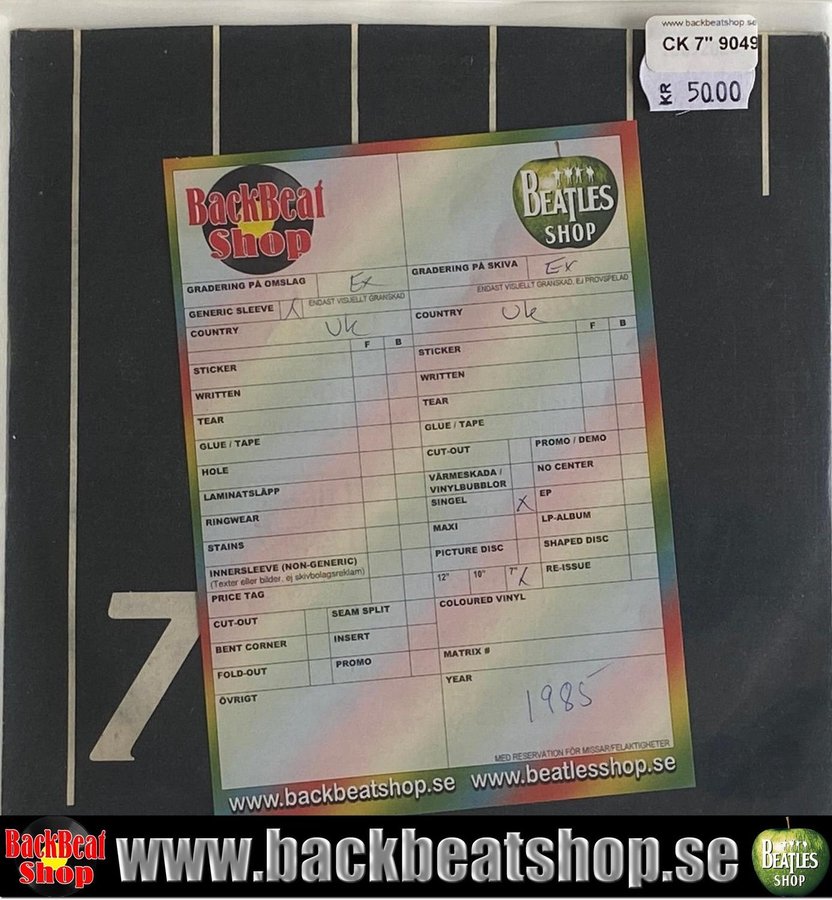 www.backbeatshop.se
CK 7" 9049
KR 50.00
BackBeat
Shop
BEATLES
SHOP
GRADERING PÅ OMSLAG Ex
ENDAST VISUELLT GRANSKAD
GENERIC SLEEVE X
COUNTRY UK
F B
STICKER
WRITTEN
TEAR
GLUE / TAPE
HOLE
LAMINATSLÄPP
RINGWEAR
STAINS
INNERSLEEVE (NON-GENERIC)
(Texter eller bilder, ej skivbolagsreklam)
PRICE TAG
CUT-OUT SEAM SPLIT
BENT CORNER INSERT
FOLD-OUT PROMO
ÖVRIGT
GRADERING PÅ SKIVA Ex
ENDAST VISUELLT GRANSKAD, EJ PROVSPELAD
COUNTRY UK
F B
STICKER
WRITTEN
TEAR
GLUE / TAPE
CUT-OUT PROMO / DEMO
VÄRMESKADA /
VINYLBUBBLOR NO CENTER
SINGEL X EP
MAXI LP-ALBUM
PICTURE DISC SHAPED DISC
12" 10" 7" X RE-ISSUE
COLOURED VINYL
MATRIX #
YEAR
1985
MED RESERVATION FÖR MISSAR/FELAKTIGHETER
www.backbeatshop.se www.beatlesshop.se
7
BackBeat
Shop
www.backbeatshop.se
BEATLES
SHOP